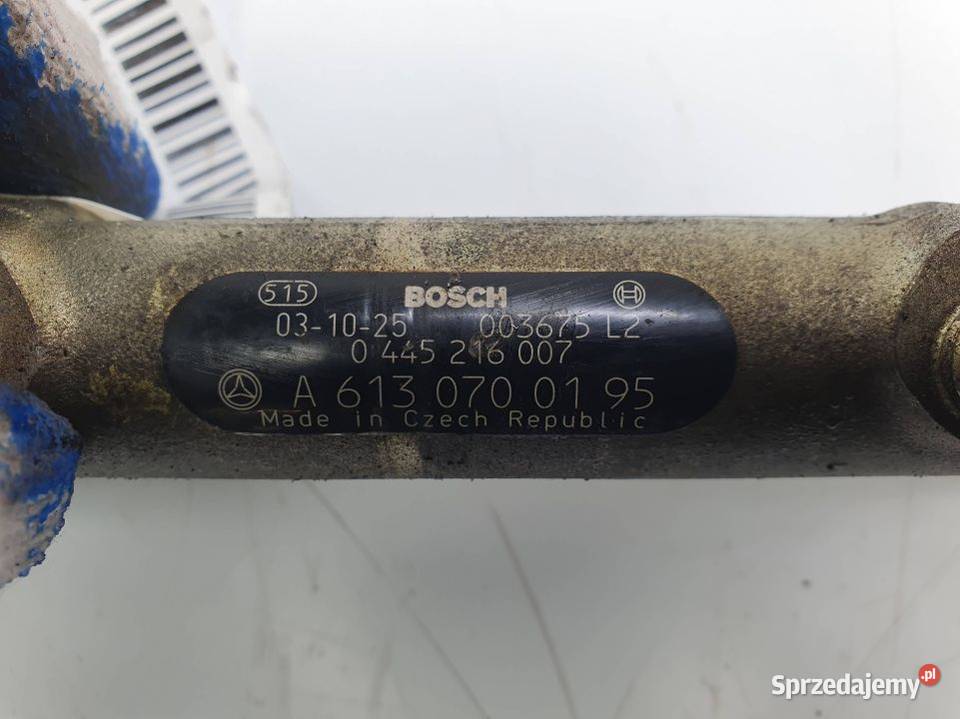 515 BOSCH
03-10-25 003675 L2
0 445 216 007
A 613 070 01 95
Made in Czech Republic
Sprzedajemy.pl